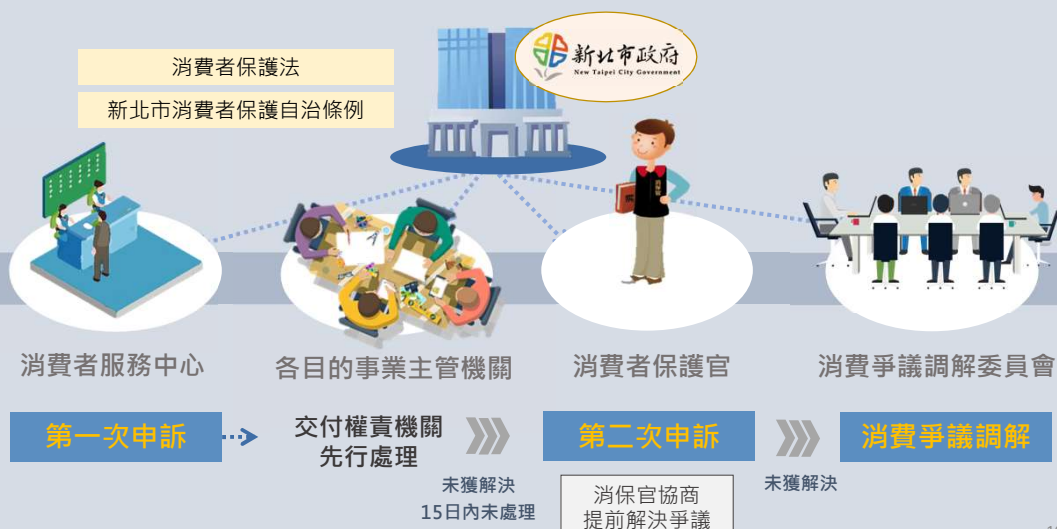 新北市政府
New Taipei City Government
消費者保護法
新北市消費者保護自治條例
消費者服務中心
各目的事業主管機關
消費者保護官
消費爭議調解委員會
第一次申訴
交付權責機關
先行處理
第二次申訴
消費爭議調解
未獲解決
15日內未處理
消保官協商
提前解決爭議
未獲解決